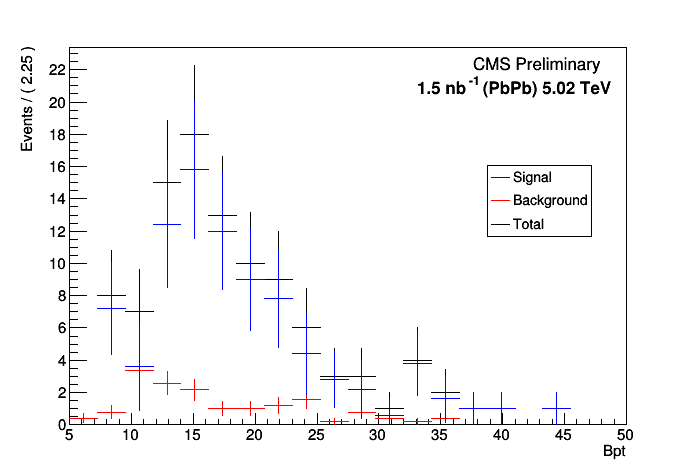 CMS Preliminary
1.5 nb-1 (PbPb) 5.02 TeV
Events / ( 2.25 )
22
20
18
16
14
12
10
8
6
4
2
0
Signal
Background
Total
5 10 15 20 25 30 35 40 45 50
Bpt